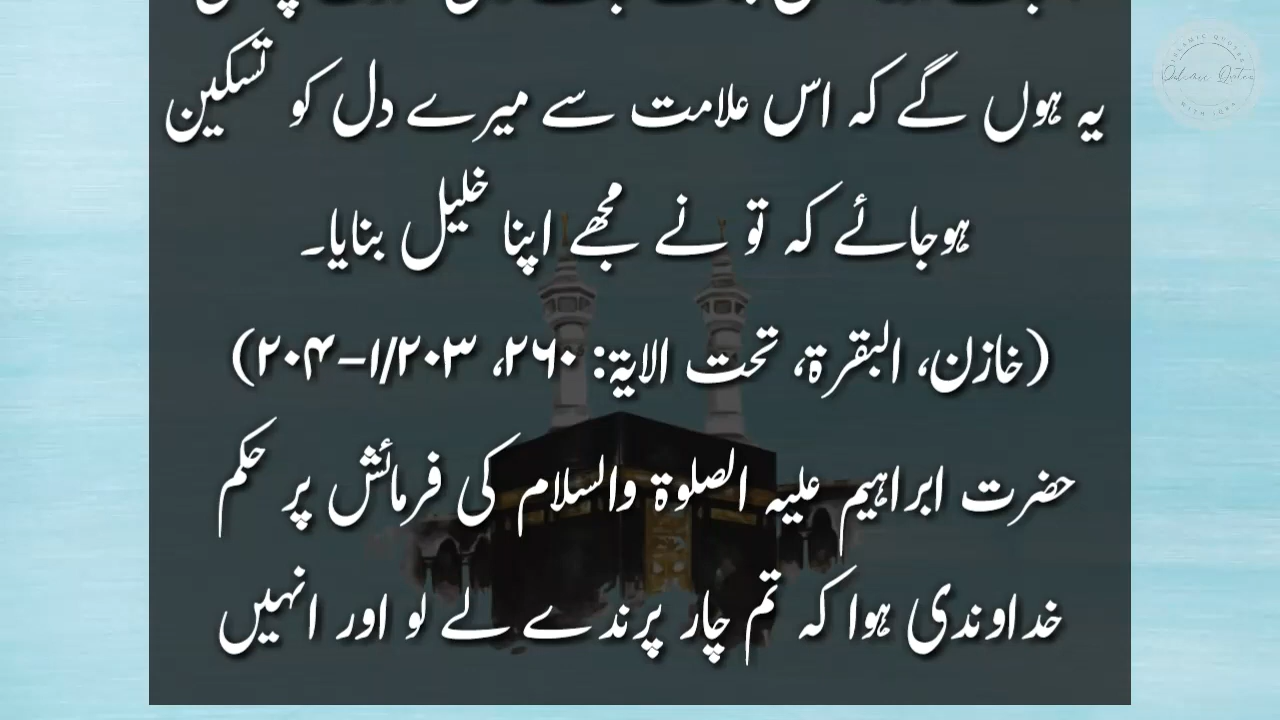 یہ ہوں گے کہ اس علامت سے میرے دل کو تسکین
ہوجائے کہ تو نے مجھے اپنا خلیل بنایا۔
(خازن، البقرۃ، تحت الایۃ: ۲۶۰، ۱/۲۰۳-۲۰۴)
حضرت ابراہیم علیہ الصلوۃ والسلام کی فرمائش پر حکم
خداوندی ہوا کہ تم چار پرندے لے لو اور انہیں
ISLAMIC QUOTES